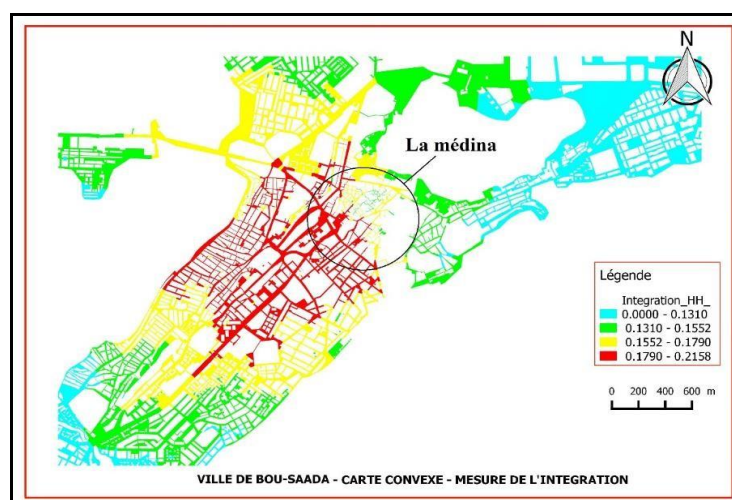 N
La médina
Légende
Integration_HH_
0.0000 - 0.1310
0.1310 - 0.1552
0.1552 - 0.1790
0.1790 - 0.2158
0 200 400 600 m
VILLE DE BOU-SAADA - CARTE CONVEXE - MESURE DE L'INTEGRATION